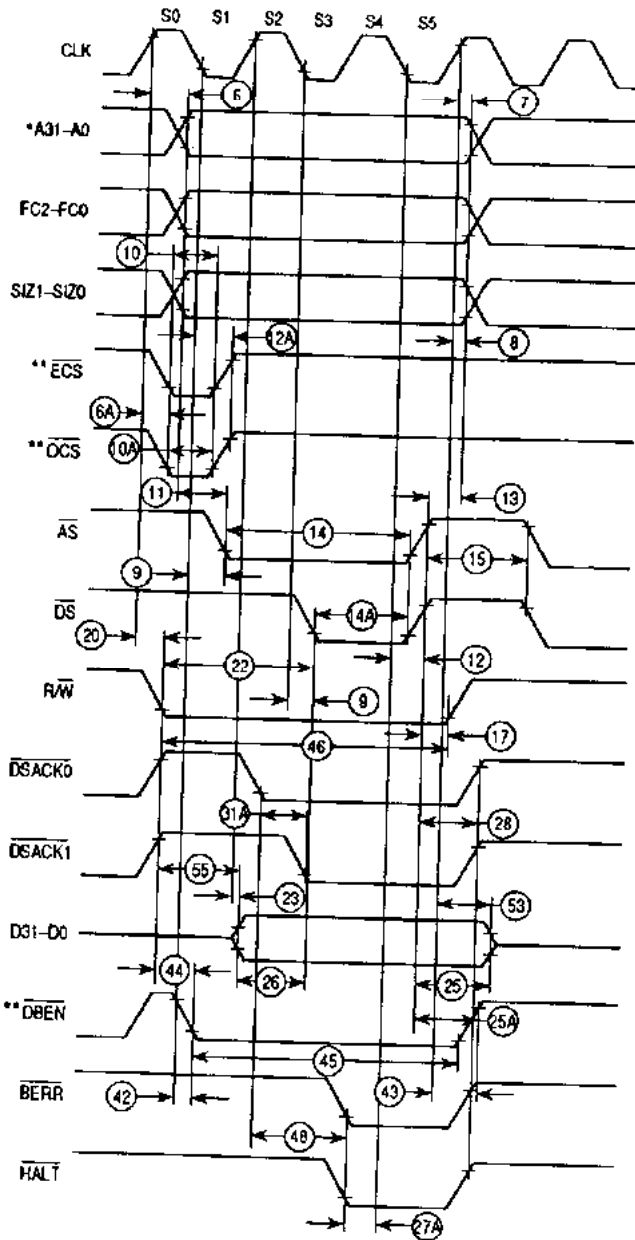 S0 S1 S2 S3 S4 S5
CLK
6 7
*A31-A0
FC2-FC0
10
SIZ1-SIZ0
12A 8
**ECS
6A
10A
**OCS
11 13
AS
14 15
9
DS
14A
20 22 12
R/W
9
17
46
DSACK0
31A 28
DSACK1
55
23 53
D31-D0
44 26 25
**DBEN
25A
45
BERR
42 43
48
HALT
27A